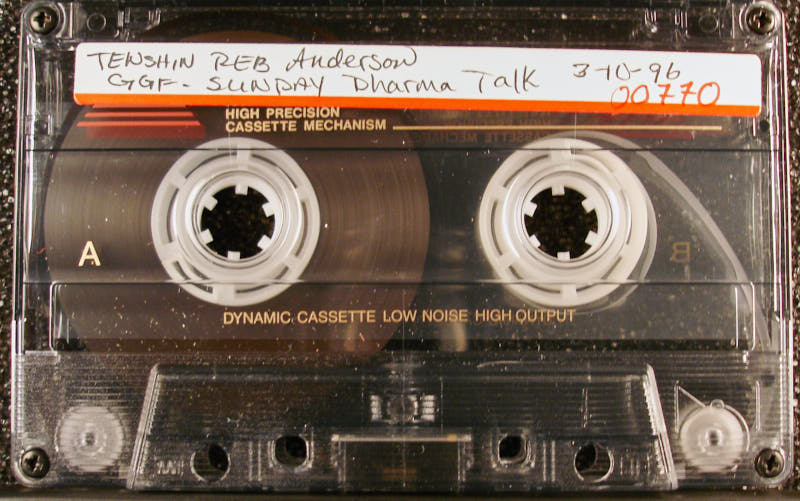 TENSHIN REB Anderson
GGF - SUNDAY Dharma Talk 3-10-96
00770
HIGH PRECISION
CASSETTE MECHANISM
A
B
DYNAMIC CASSETTE LOW NOISE HIGH OUTPUT